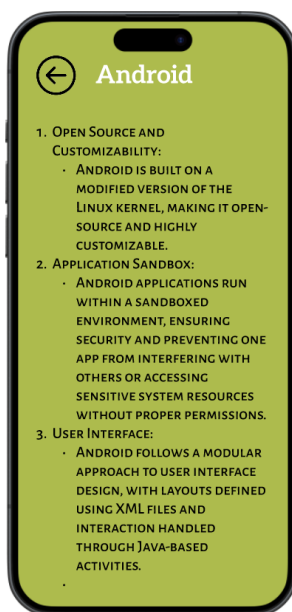 Android
1. Open Source and
Customizability:
· Android is built on a
modified version of the
Linux kernel, making it open-
source and highly
customizable.
2. Application Sandbox:
· Android applications run
within a sandboxed
environment, ensuring
security and preventing one
app from interfering with
others or accessing
sensitive system resources
without proper permissions.
3. User Interface:
· Android follows a modular
approach to user interface
design, with layouts defined
using XML files and
interaction handled
through Java-based
activities.
·